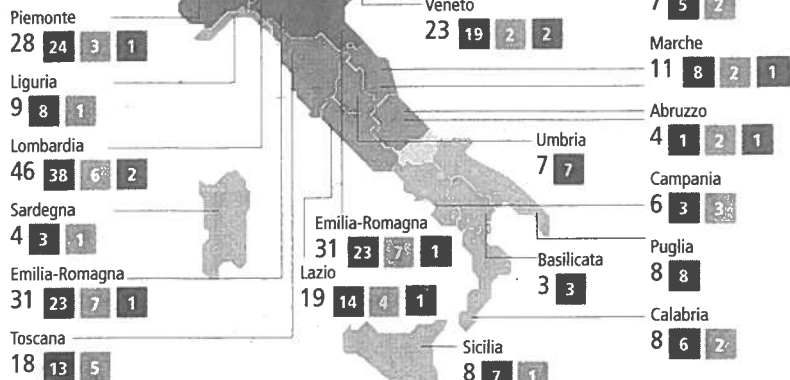 Piemonte
28 24 3 1
Liguria
9 8 1
Lombardia
46 38 6 2
Sardegna
4 3 1
Emilia-Romagna
31 23 7 1
Toscana
18 13 5
Veneto
23 19 2 2
Umbria
7 7
Emilia-Romagna
31 23 7 1
Lazio
19 14 4 1
Basilicata
3 3
Sicilia
8 7 1
7 5 2
Marche
11 8 2 1
Abruzzo
4 1 2 1
Campania
6 3 3
Puglia
8 8
Calabria
8 6 2